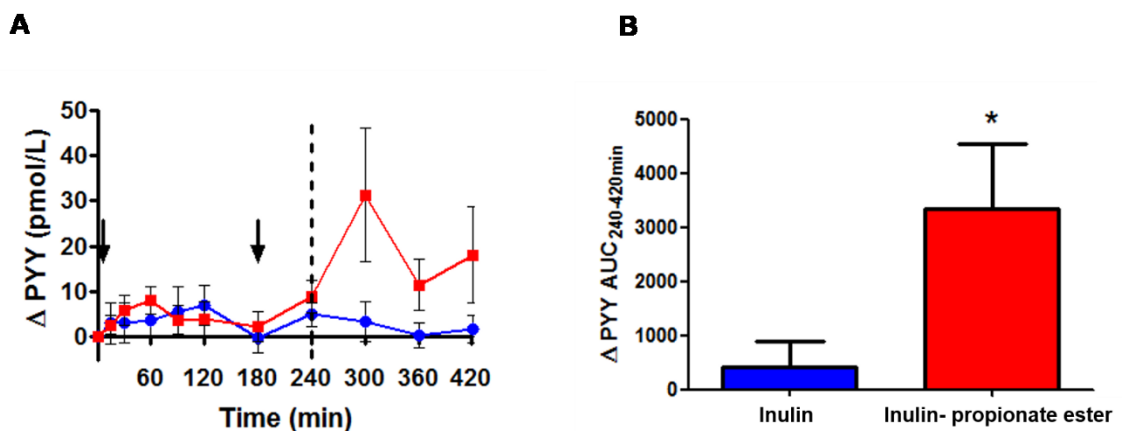 A
B
Δ PYY (pmol/L)
50
40
30
20
10
0
60 120 180 240 300 360 420
Time (min)
Δ PYY AUC240-420min
5000
4000
3000
2000
1000
0
*
Inulin
Inulin- propionate ester